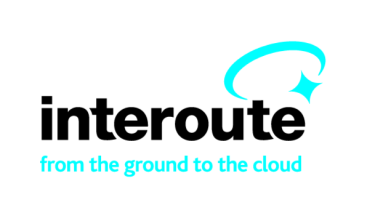 interoute
from the ground to the cloud